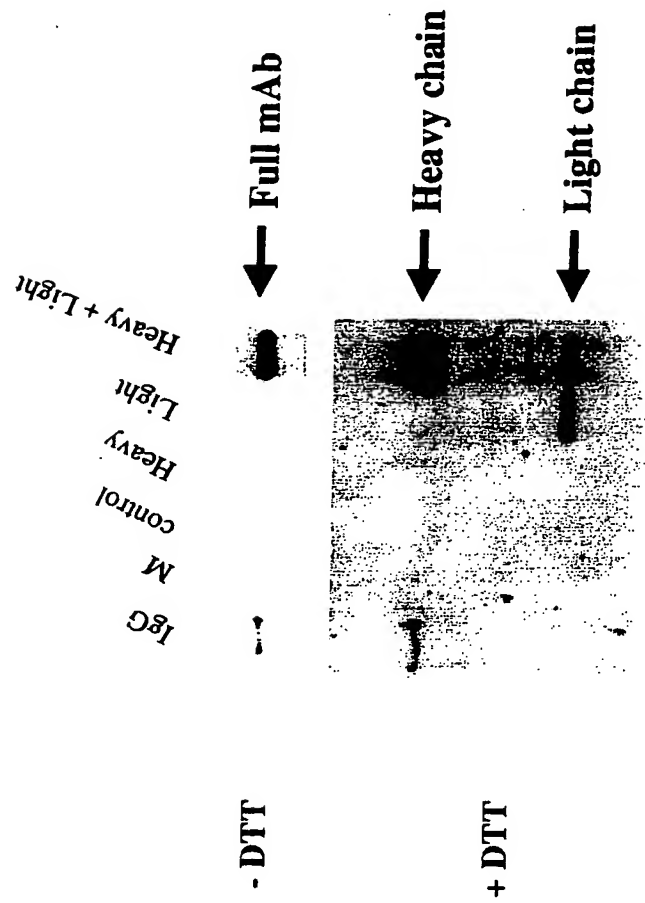 IgG
M
control
Heavy
Light
Heavy + Light
- DTT
Full mAb
+ DTT
Heavy chain
Light chain